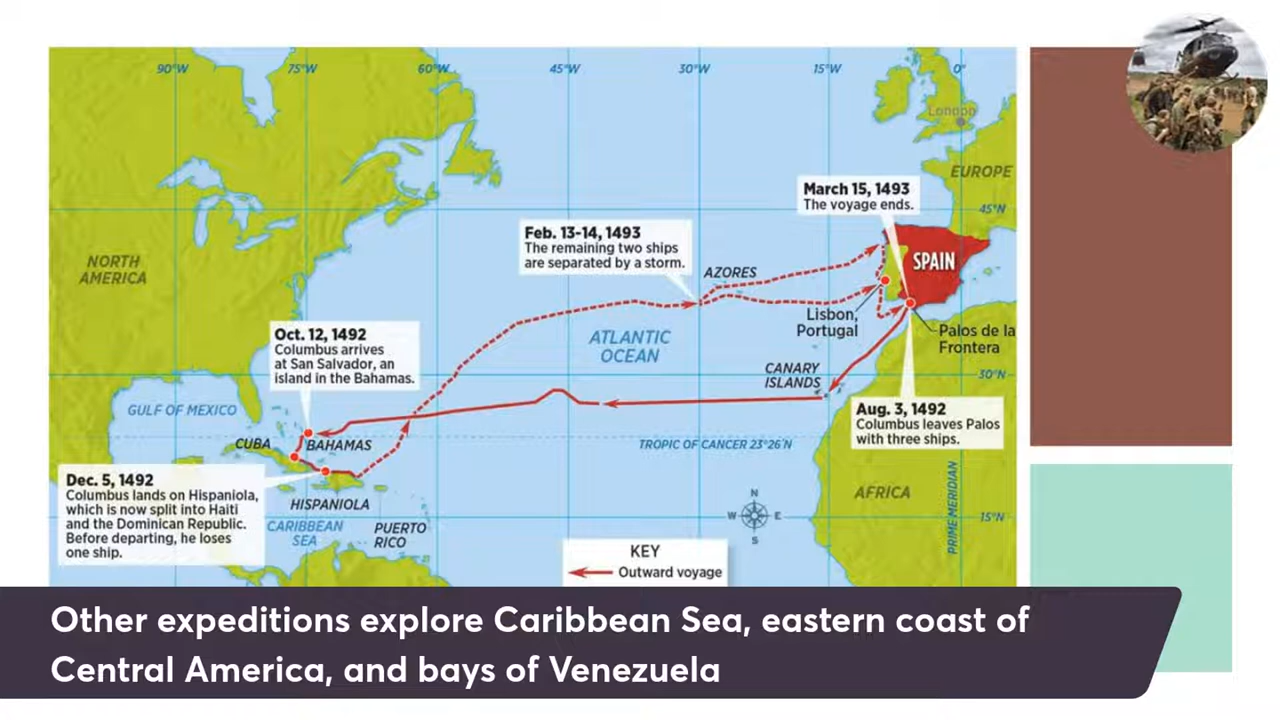 90°W
75°W
60°W
45°W
30°W
15°W
0°
London
EUROPE
March 15, 1493
The voyage ends.
45°N
Feb. 13-14, 1493
The remaining two ships
are separated by a storm.
SPAIN
NORTH
AMERICA
AZORES
Lisbon,
Portugal
Palos de la
Frontera
Oct. 12, 1492
Columbus arrives
at San Salvador, an
island in the Bahamas.
ATLANTIC
OCEAN
CANARY
ISLANDS
30°N
GULF OF MEXICO
Aug. 3, 1492
Columbus leaves Palos
with three ships.
CUBA
BAHAMAS
TROPIC OF CANCER 23°26'N
Dec. 5, 1492
Columbus lands on Hispaniola,
which is now split into Haiti
and the Dominican Republic.
Before departing, he loses
one ship.
HISPANIOLA
CARIBBEAN
SEA
PUERTO
RICO
AFRICA
PRIME MERIDIAN
N
W
E
S
15°N
KEY
Outward voyage
Other expeditions explore Caribbean Sea, eastern coast of
Central America, and bays of Venezuela